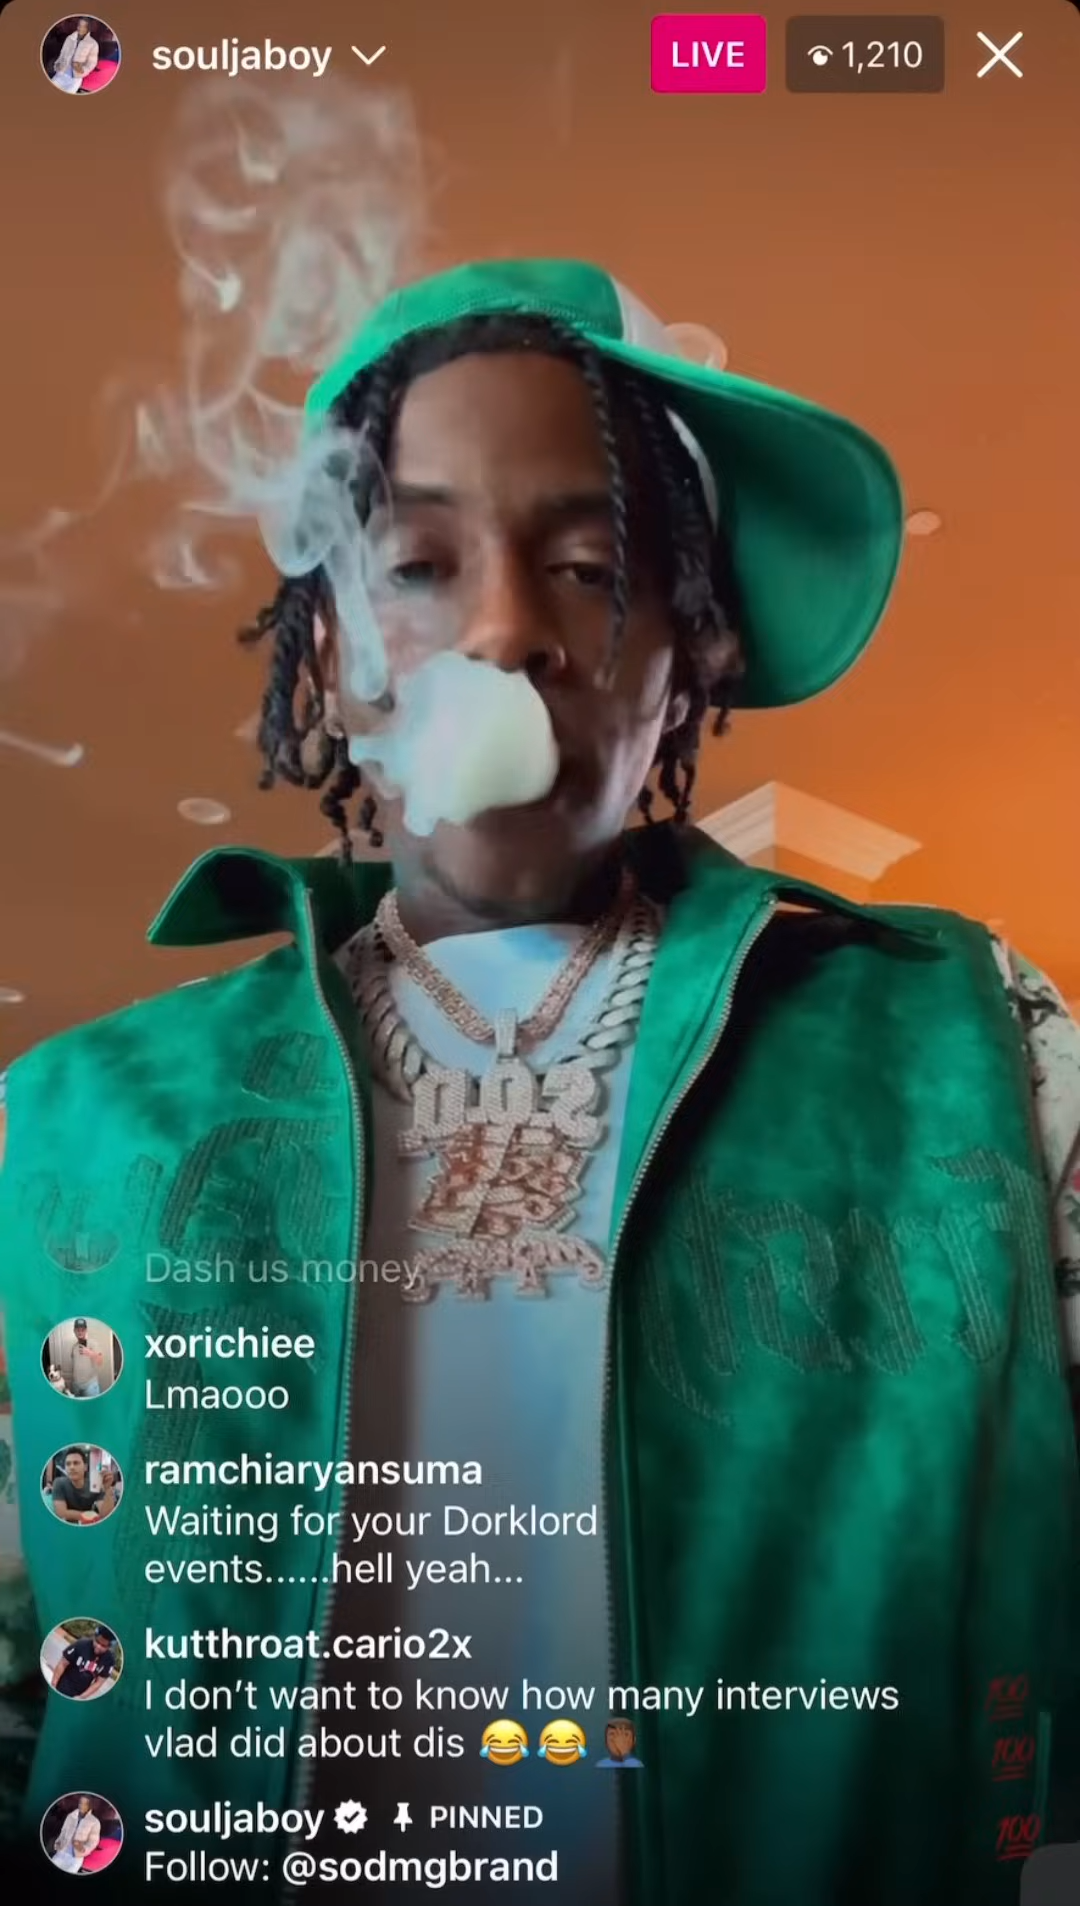 souljaboy
LIVE
1,210
Dash us money
xorichiee
Lmaooo
ramchiaryansuma
Waiting for your Dorklord
events......hell yeah...
kutthroat.cario2x
I don’t want to know how many interviews
vlad did about dis 😂😂🤦🏾‍♂️
💯
💯
💯
souljaboy PINNED
Follow: @sodmgbrand